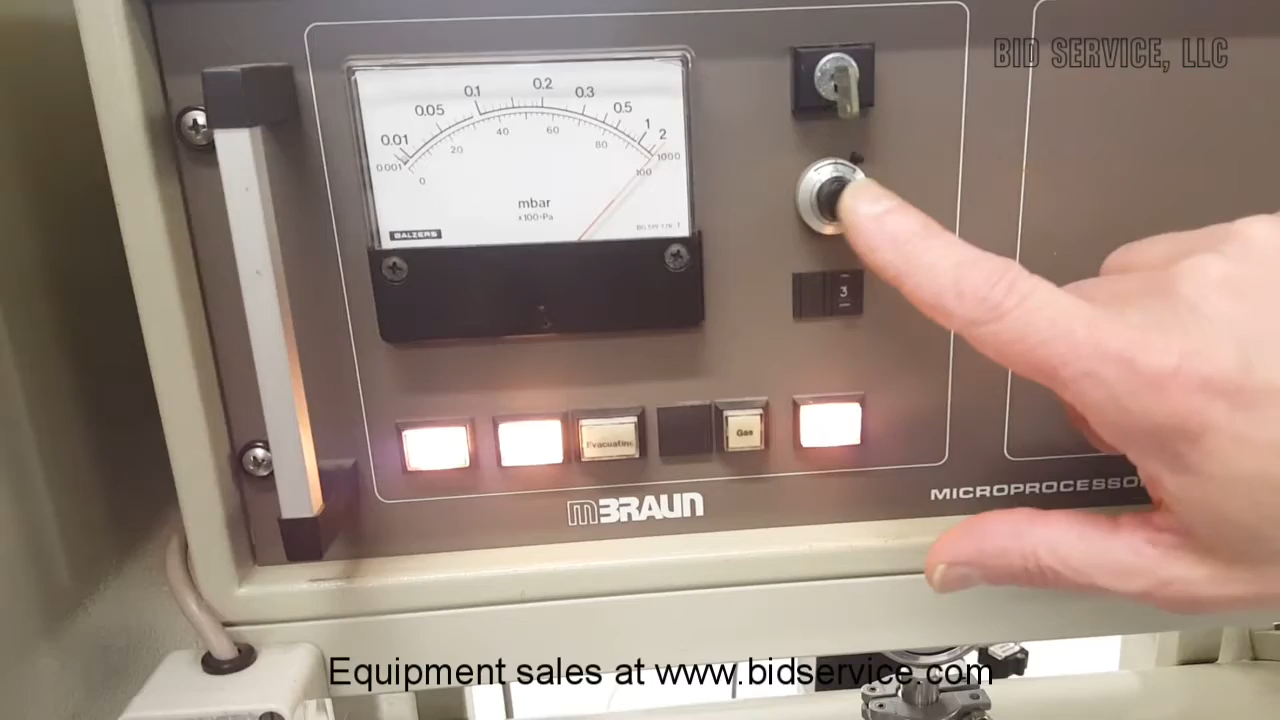 BID SERVICE, LLC
0.001 0.01 0.05 0.1 0.2 0.3 0.5 1 2 1000
0 20 40 60 80 100
mbar
x100=Pa
BALZERS
3
Evacuating
Gas
mBRAUN
MICROPROCESSO
Equipment sales at www.bidservice.com